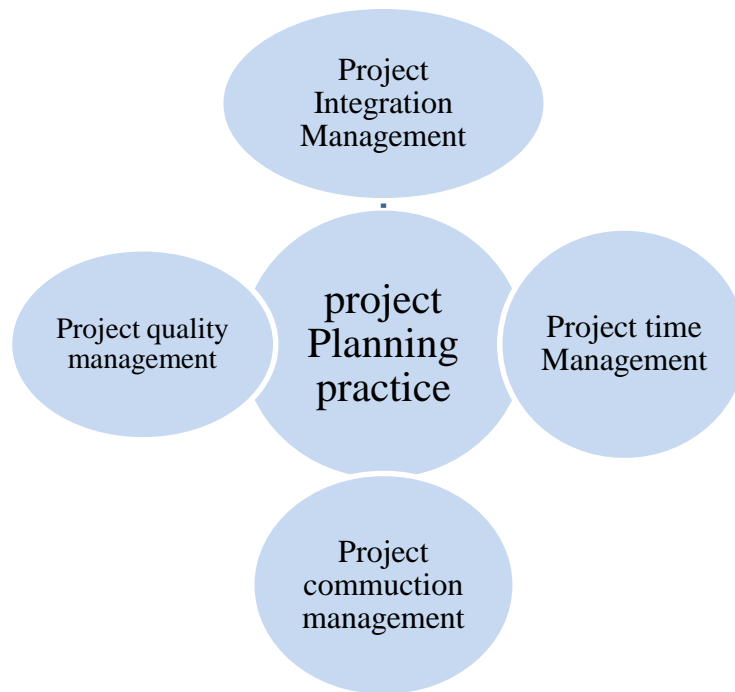 Project
Integration
Management
Project quality
management
project
Planning
practice
Project time
Management
Project
commuction
management